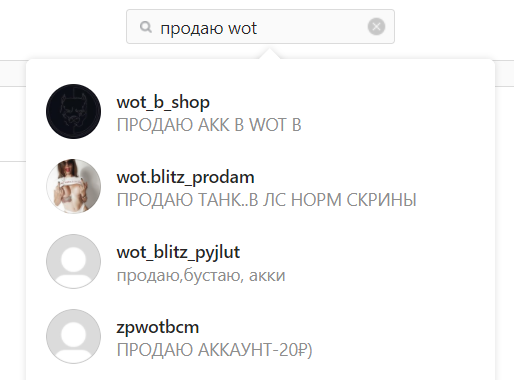 продаю wot
wot_b_shop
ПРОДАЮ АКК В WOT B
wot.blitz_prodam
ПРОДАЮ ТАНК..В ЛС НОРМ СКРИНЫ
wot_blitz_pyjlut
продаю,бустаю, акки
zpwotbcm
ПРОДАЮ АККАУНТ-20₽)